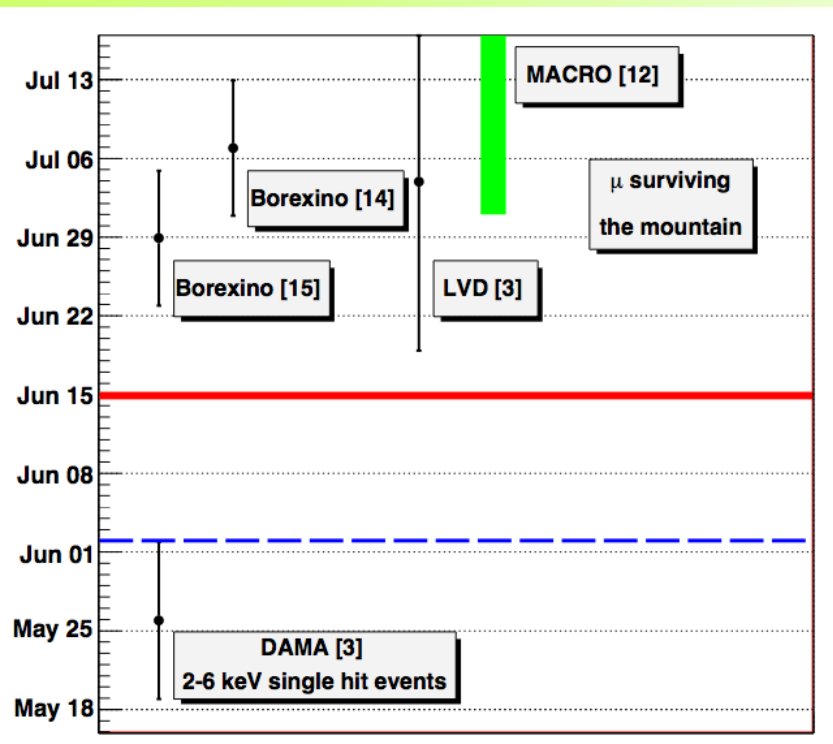 Jul 13
Jul 06
Jun 29
Jun 22
Jun 15
Jun 08
Jun 01
May 25
May 18
MACRO [12]
μ surviving
the mountain
Borexino [14]
Borexino [15]
LVD [3]
DAMA [3]
2-6 keV single hit events